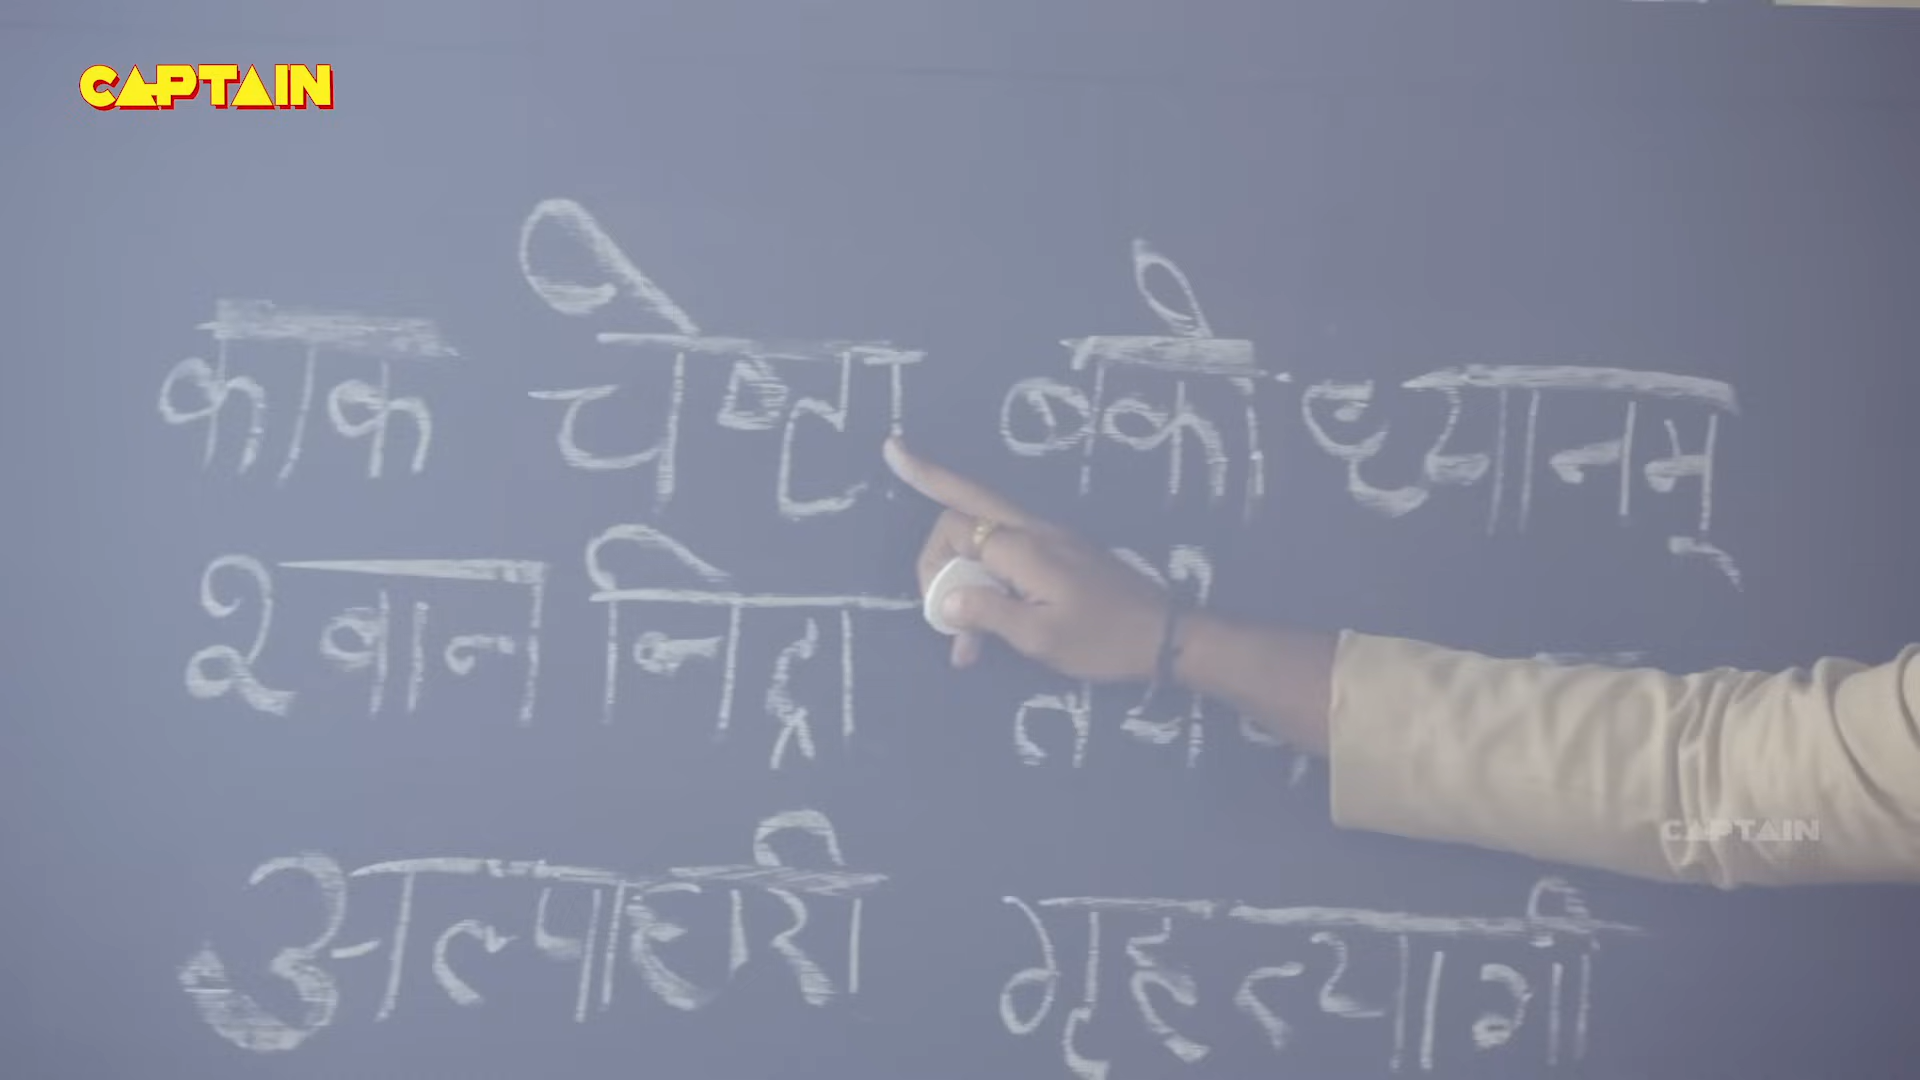 CAPTAIN
काक चेष्टा बको ध्यानम्
श्वान निद्रा
अल्पाहारी गृहत्यागी
CAPTAIN